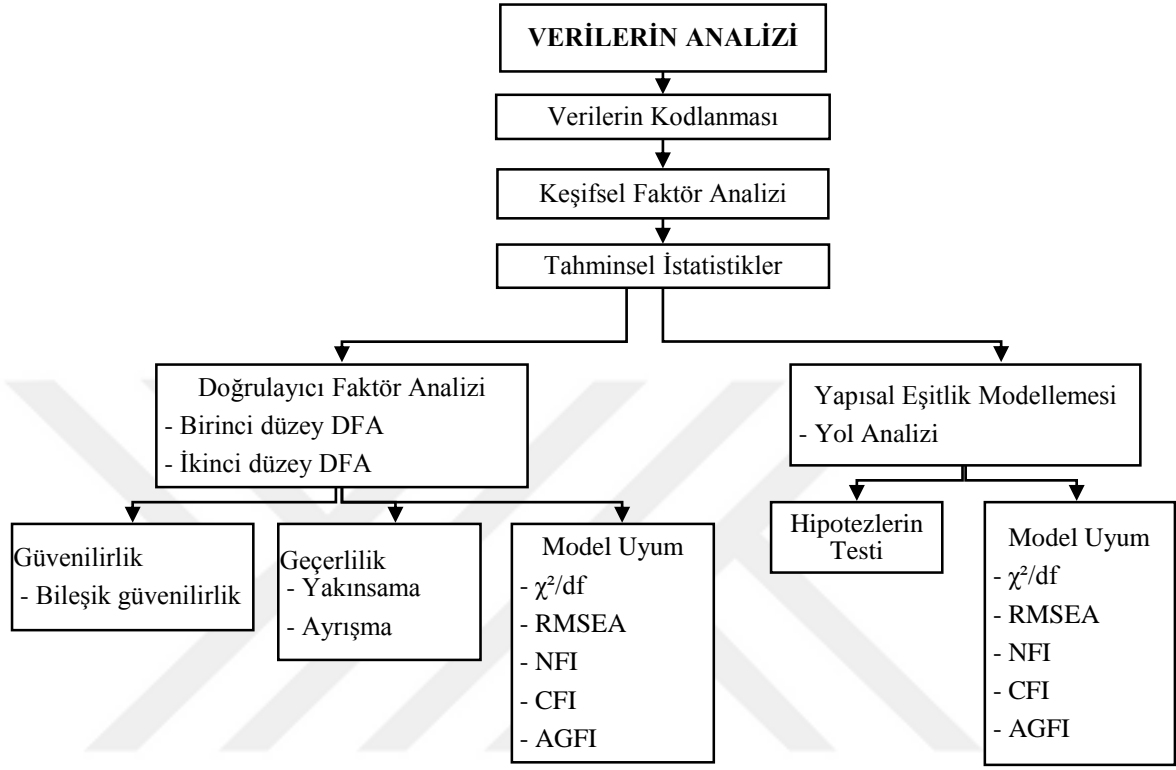 VERİLERİN ANALİZİ
Verilerin Kodlanması
Keşifsel Faktör Analizi
Tahminsel İstatistikler
Doğrulayıcı Faktör Analizi
- Birinci düzey DFA
- İkinci düzey DFA
Yapısal Eşitlik Modellemesi
- Yol Analizi
Güvenilirlik
- Bileşik güvenilirlik
Geçerlilik
- Yakınsama
- Ayrışma
Model Uyum
- χ²/df
- RMSEA
- NFI
- CFI
- AGFI
Hipotezlerin
Testi
Model Uyum
- χ²/df
- RMSEA
- NFI
- CFI
- AGFI